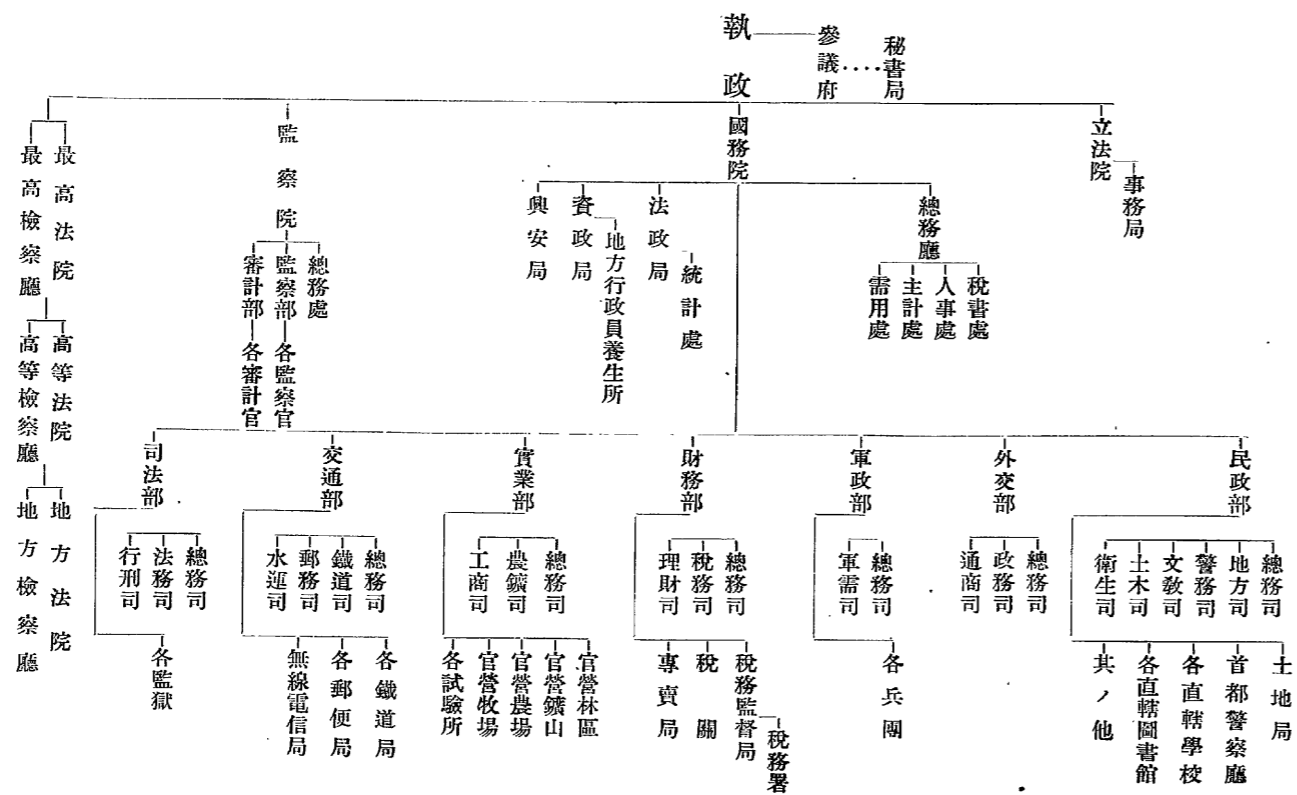 執政
參議府
秘書局
立法院
事務局
國務院
總務廳
稅書處
人事處
主計處
需用處
法政局
統計處
資政局
地方行政員養生所
興安局
監察院
總務處
監察部
各監察官
審計部
各審計官
最高法院
最高檢察廳
高等法院
高等檢察廳
地方法院
地方檢察廳
民政部
總務司
地方司
警務司
文敎司
土木司
衛生司
土地局
首都警察廳
各直轄學校
各直轄圖書館
其ノ他
外交部
總務司
政務司
通商司
軍政部
總務司
軍需司
各兵團
財務部
總務司
稅務司
理財司
稅務監督局
稅務署
稅關
專賣局
實業部
總務司
農鑛司
工商司
官營林區
官營鑛山
官營農場
官營牧場
各試驗所
交通部
總務司
鐵道司
郵務司
水運司
各鐵道局
各郵便局
無線電信局
司法部
總務司
法務司
行刑司
各監獄